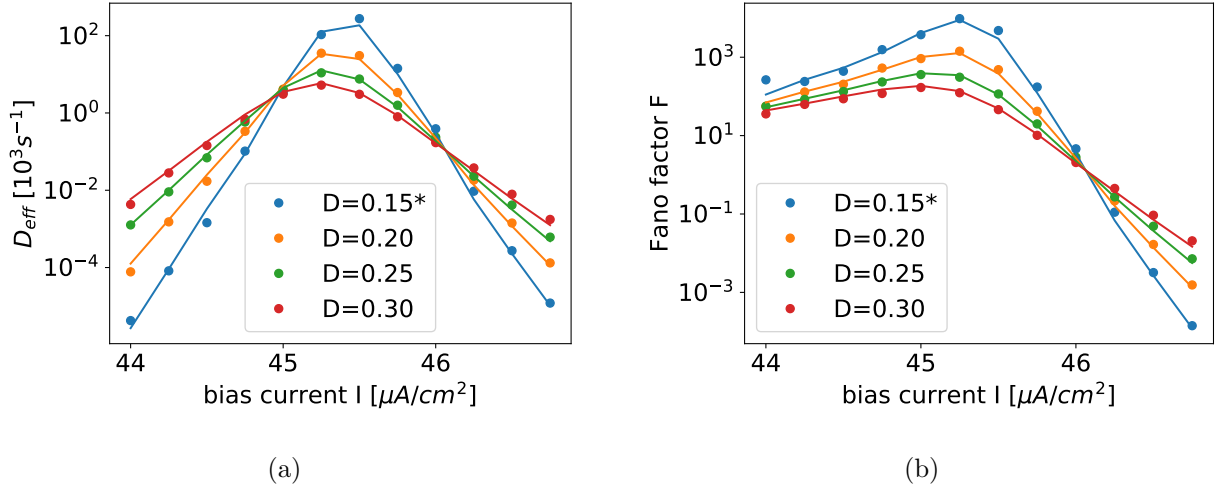 D_{eff} [10^3 s^{-1}]
10^2
10^0
10^{-2}
10^{-4}
D=0.15*
D=0.20
D=0.25
D=0.30
44 45 46
bias current I [μA/cm^2]
(a)
Fano factor F
10^3
10^1
10^{-1}
10^{-3}
D=0.15*
D=0.20
D=0.25
D=0.30
44 45 46
bias current I [μA/cm^2]
(b)